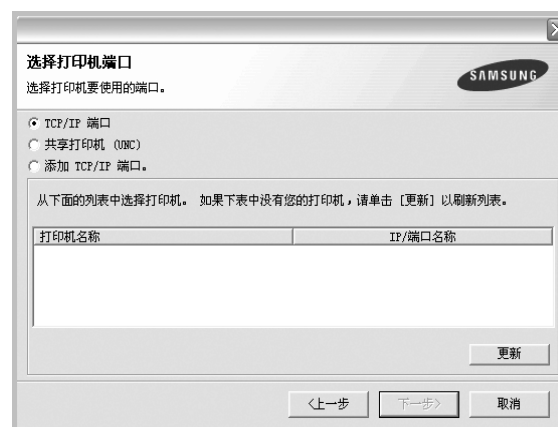 选择打印机端口
选择打印机要使用的端口。
SAMSUNG
TCP/IP 端口
共享打印机 (UNC)
添加 TCP/IP 端口。
从下面的列表中选择打印机。 如果下表中没有您的打印机,请单击 [更新] 以刷新列表。
打印机名称 IP/端口名称
更新
<上一步 下一步> 取消